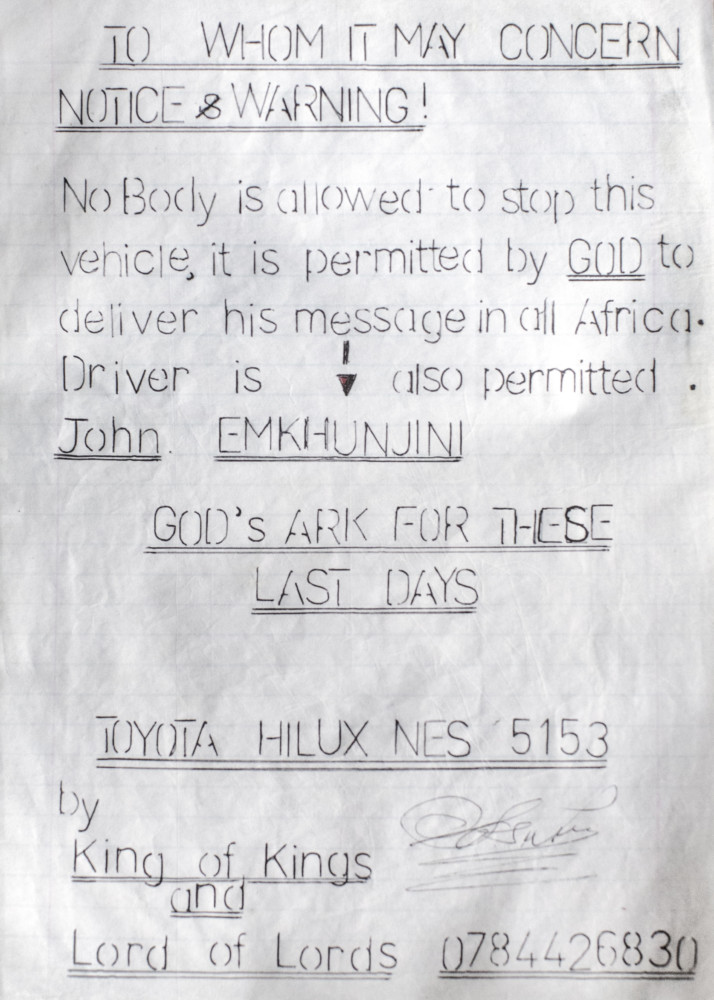 TO WHOM IT MAY CONCERN
NOTICE & WARNING!
No Body is allowed to stop this
vehicle, it is permitted by GOD to
deliver his message in all Africa.
Driver is also permitted .
John. EMKHUNJINI
GOD's ARK FOR THESE
LAST DAYS
TOYOTA HILUX NES 5153
by
King of Kings
and
Lord of Lords 0784426830